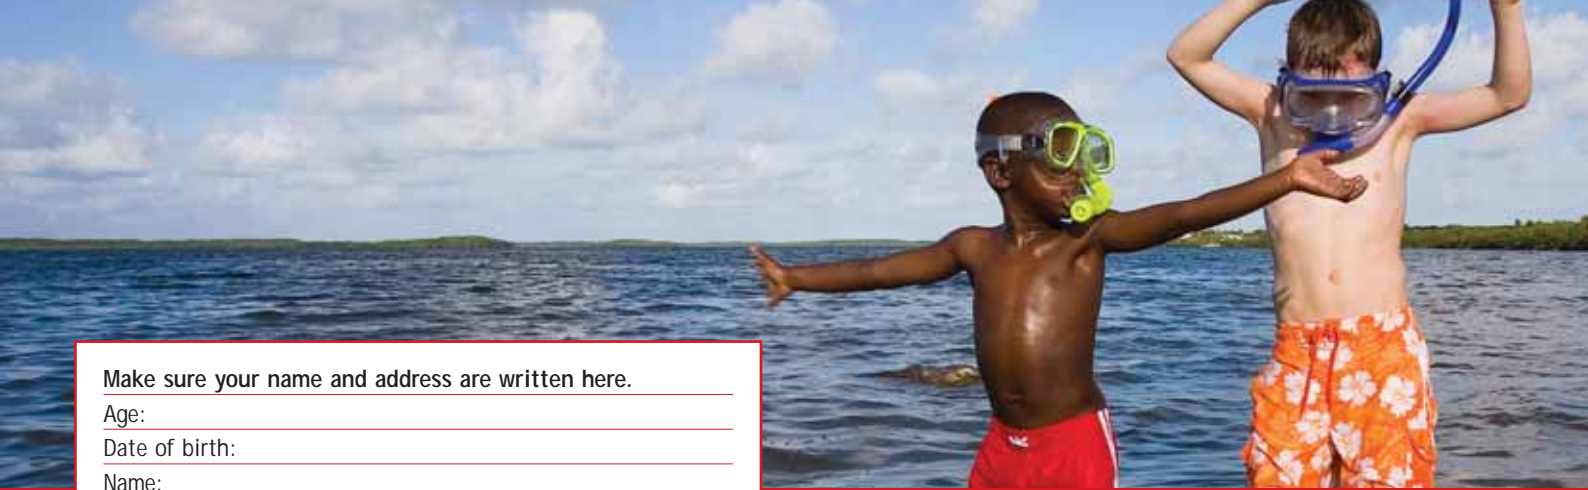 Make sure your name and address are written here.
Age:
Date of birth:
Name: